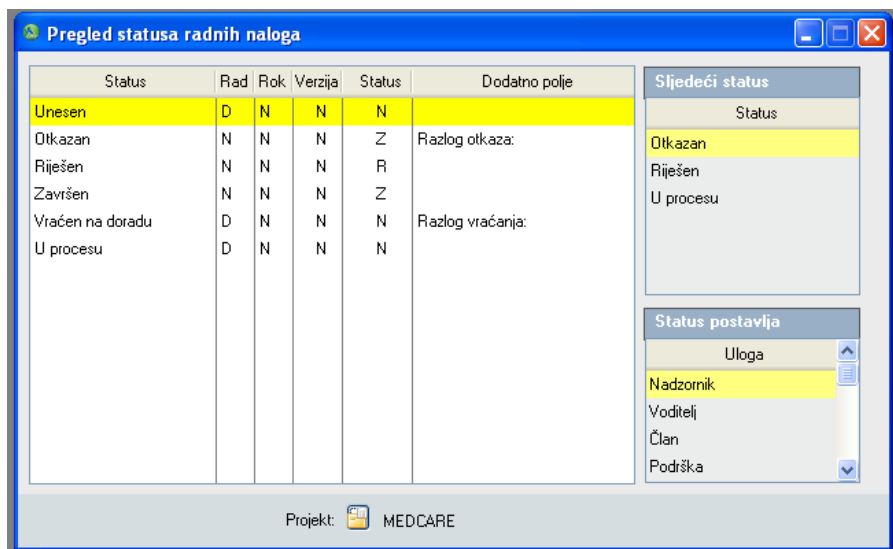 Pregled statusa radnih naloga
Status Rad Rok Verzija Status Dodatno polje
Unesen D N N N
Otkazan N N N Z Razlog otkaza:
Riješen N N N R
Završen N N N Z
Vraćen na doradu D N N N Razlog vraćanja:
U procesu D N N N
Sljedeći status
Status
Otkazan
Riješen
U procesu
Status postavlja
Uloga
Nadzornik
Voditelj
Član
Podrška
Projekt: MEDCARE